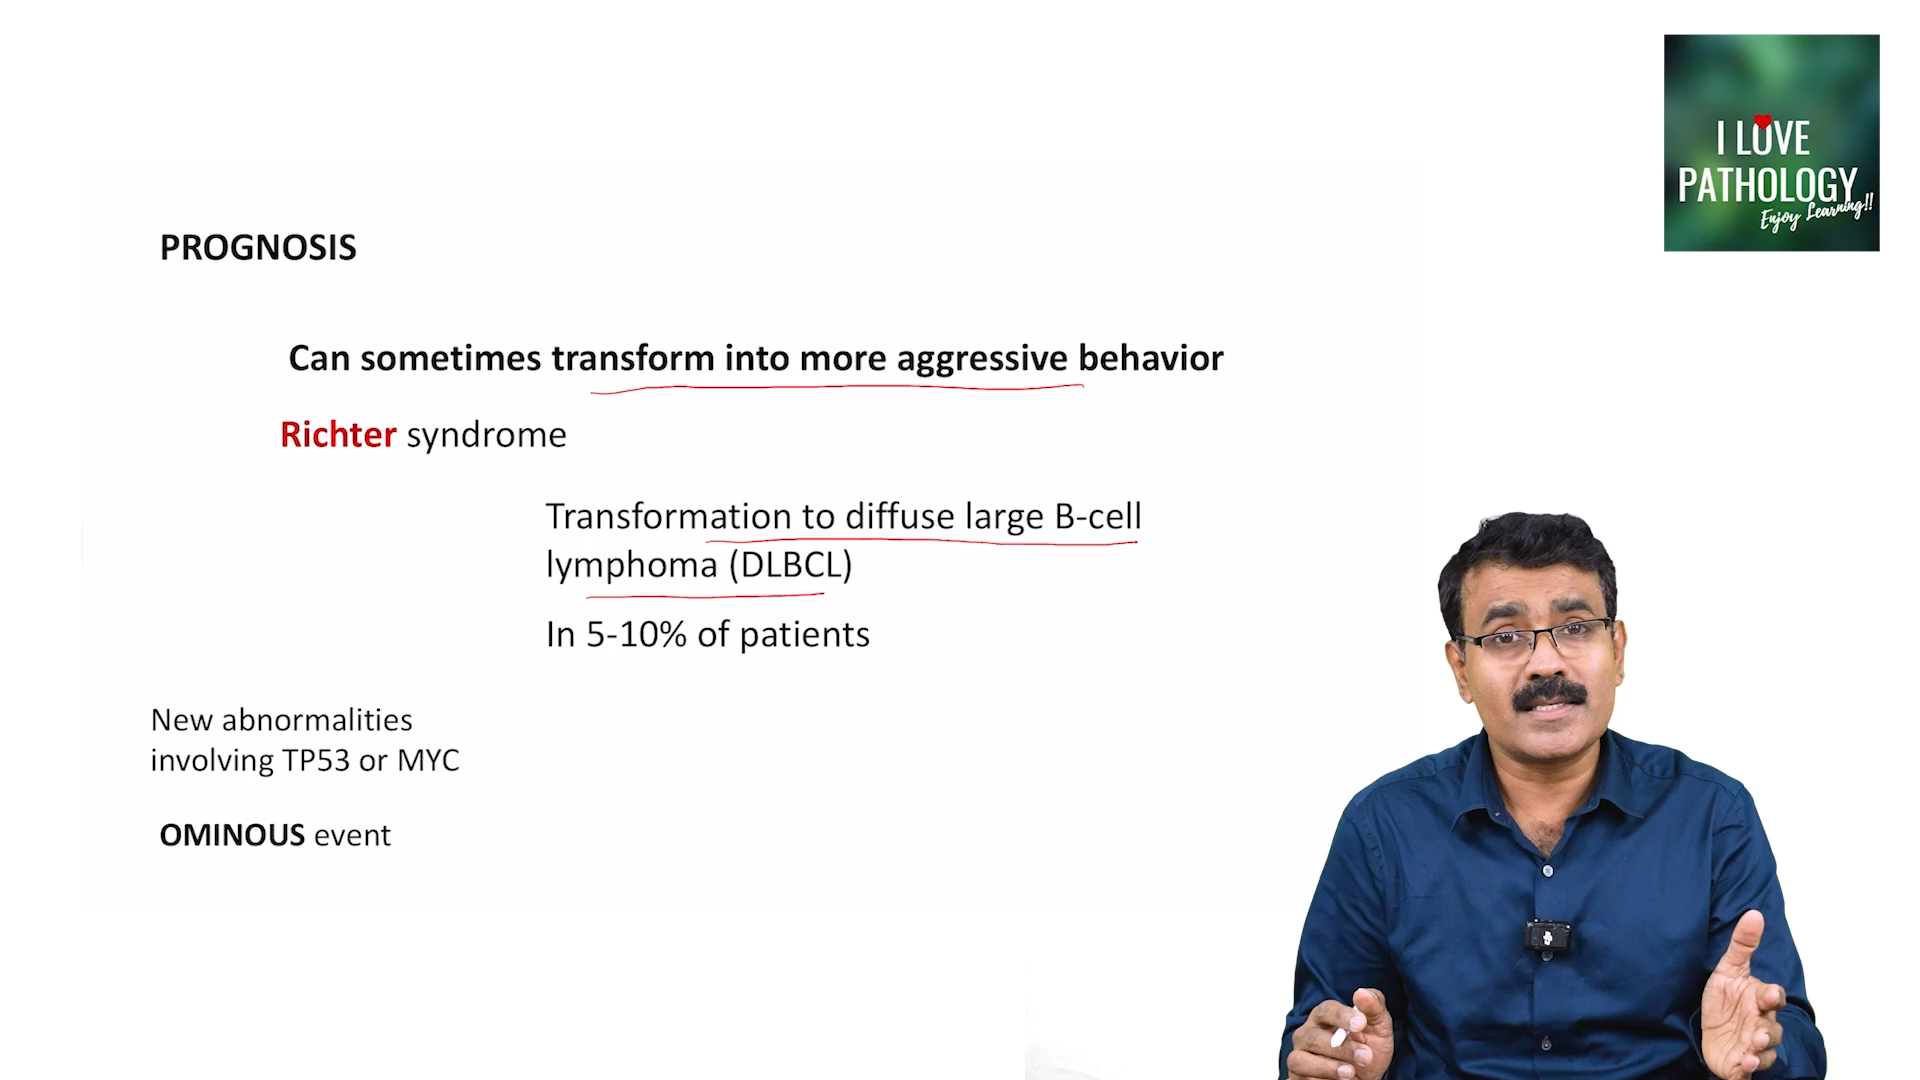 I LOVE
PATHOLOGY
Enjoy Learning!!
PROGNOSIS
Can sometimes transform into more aggressive behavior
Richter syndrome
Transformation to diffuse large B-cell
lymphoma (DLBCL)
In 5-10% of patients
New abnormalities
involving TP53 or MYC
OMINOUS event